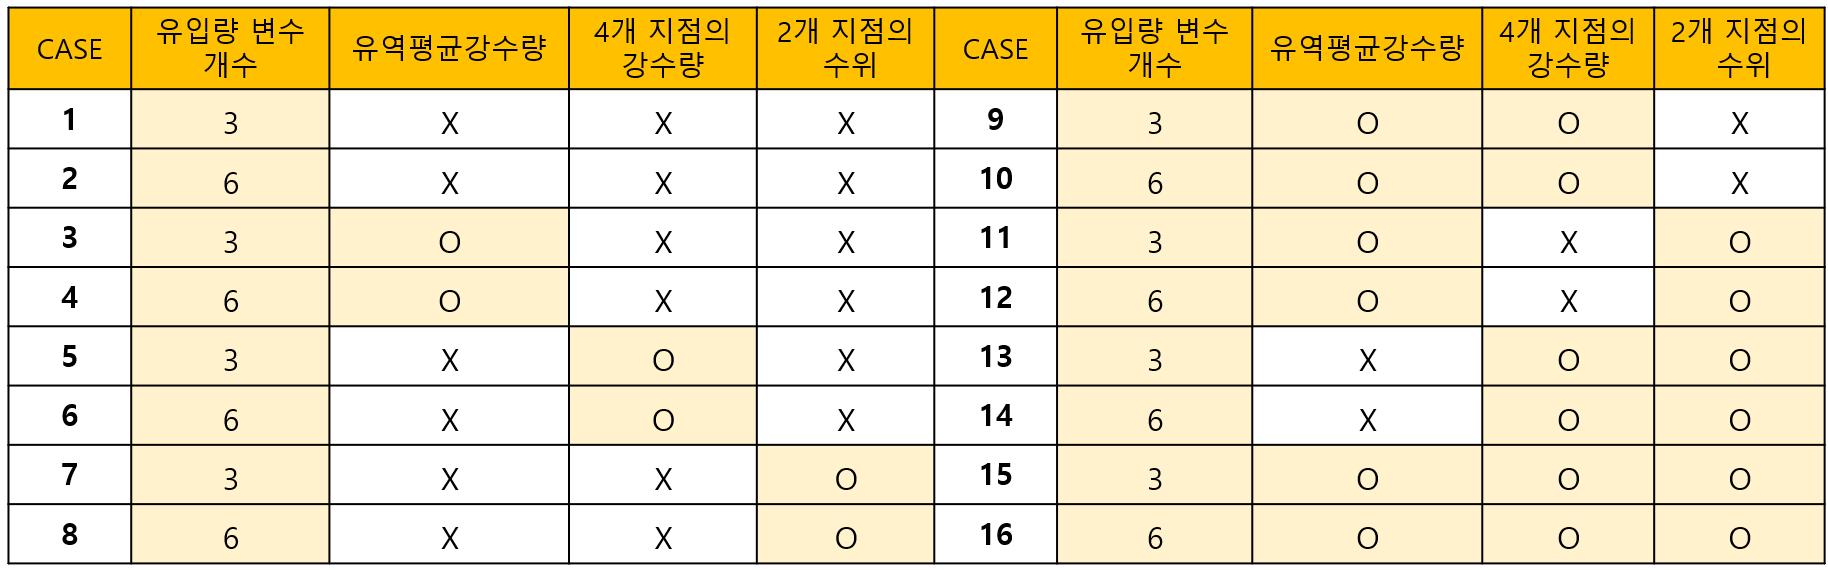 CASE 유입량 변수 개수 유역평균강수량 4개 지점의 강수량 2개 지점의 수위 CASE 유입량 변수 개수 유역평균강수량 4개 지점의 강수량 2개 지점의 수위
1 3 X X X 9 3 O O X
2 6 X X X 10 6 O O X
3 3 O X X 11 3 O X O
4 6 O X X 12 6 O X O
5 3 X O X 13 3 X O O
6 6 X O X 14 6 X O O
7 3 X X O 15 3 O O O
8 6 X X O 16 6 O O O